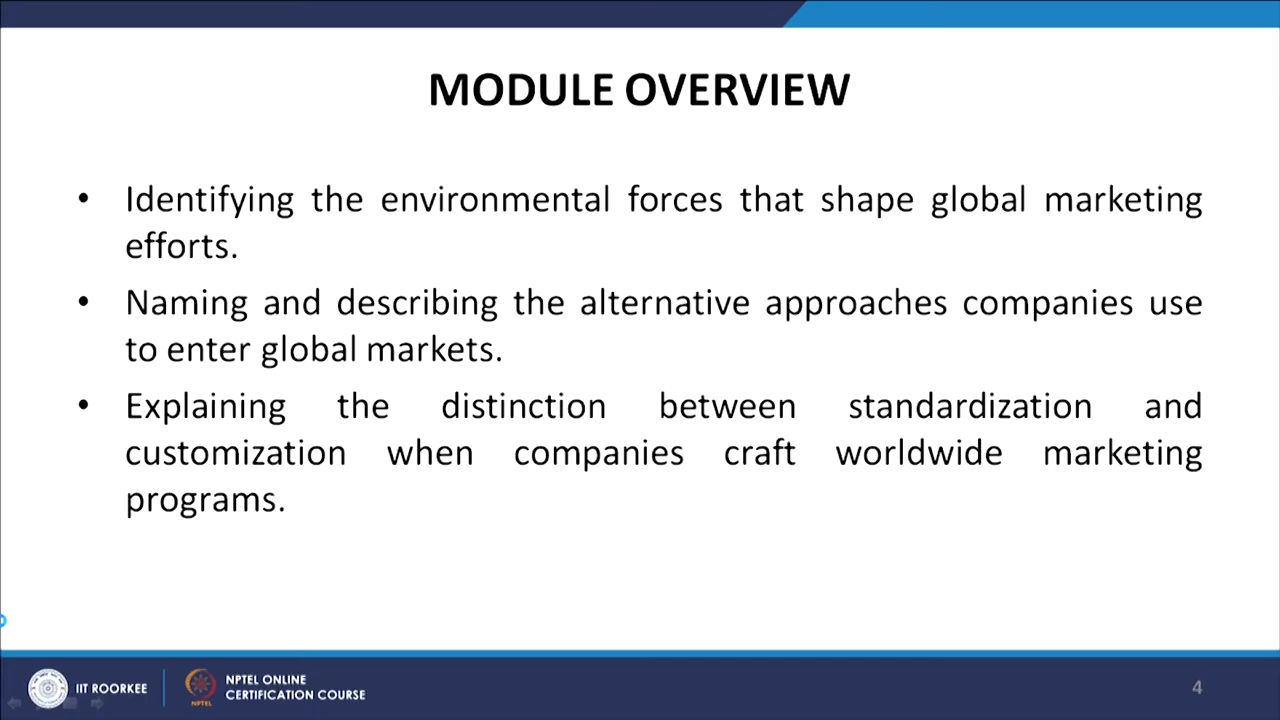 MODULE OVERVIEW
• Identifying the environmental forces that shape global marketing
efforts.
• Naming and describing the alternative approaches companies use
to enter global markets.
• Explaining the distinction between standardization and
customization when companies craft worldwide marketing
programs.
IIT ROORKEE
NPTEL
NPTEL ONLINE
CERTIFICATION COURSE
4